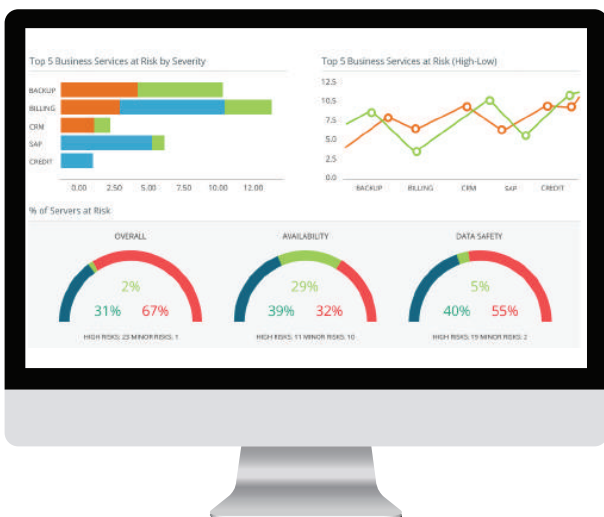 Top 5 Business Services at Risk by Severity
BACKUP
BILLING
CRM
SAP
CREDIT
0.00 2.50 5.00 7.50 10.00 12.00
Top 5 Business Services at Risk (High-Low)
12.5
10.5
7.5
5.0
2.5
0.0
BACKUP BILLING CRM SAP CREDIT
% of Servers at Risk
OVERALL
2%
31% 67%
HIGH RISKS: 23 MINOR RISKS: 1
AVAILABILITY
29%
39% 32%
HIGH RISKS: 11 MINOR RISKS: 10
DATA SAFETY
5%
40% 55%
HIGH RISKS: 19 MINOR RISKS: 2